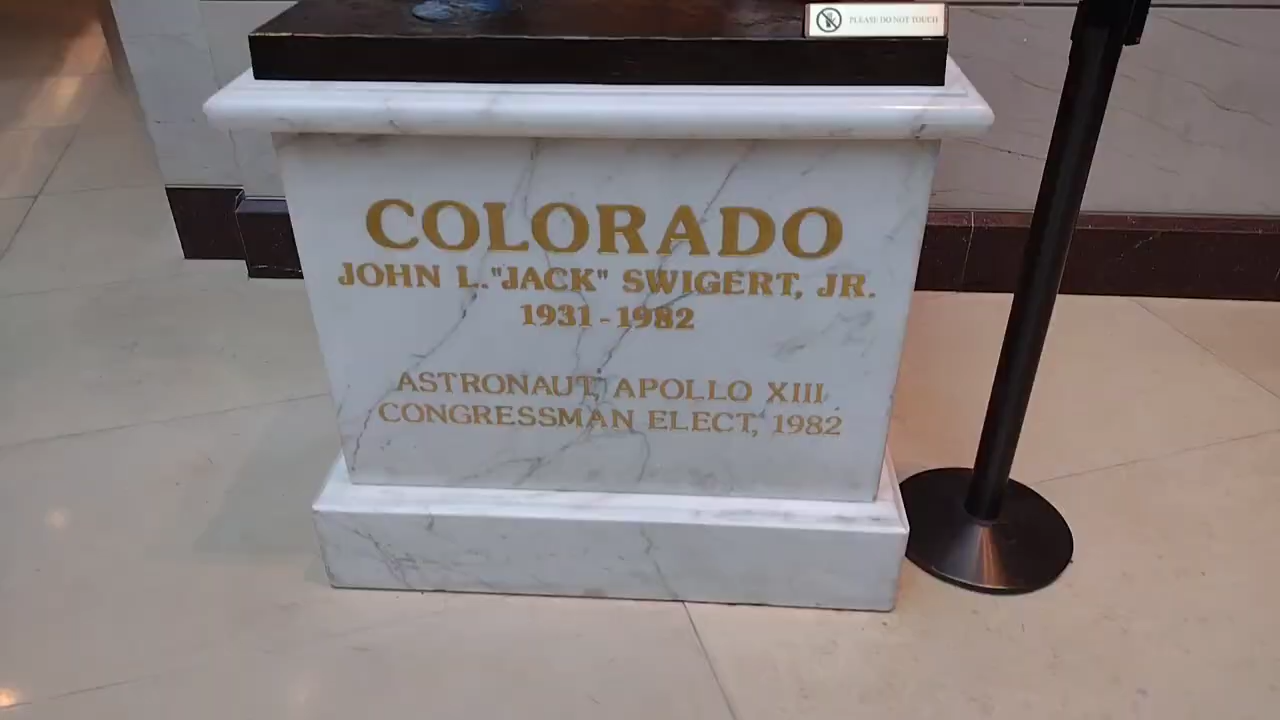 PLEASE DO NOT TOUCH
COLORADO
JOHN L. "JACK" SWIGERT, JR.
1931 - 1982
ASTRONAUT, APOLLO XIII
CONGRESSMAN ELECT, 1982